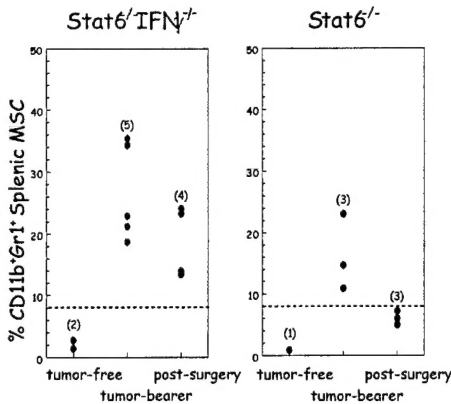 Stat6⁻/⁻IFNγ⁻/⁻
Stat6⁻/⁻
% CD11b⁺Gr1⁺ Splenic MSC
50
40
30
20
10
0
(2)
(5)
(4)
tumor-free
post-surgery
tumor-bearer
50
40
30
20
10
0
(1)
(3)
(3)
tumor-free
post-surgery
tumor-bearer